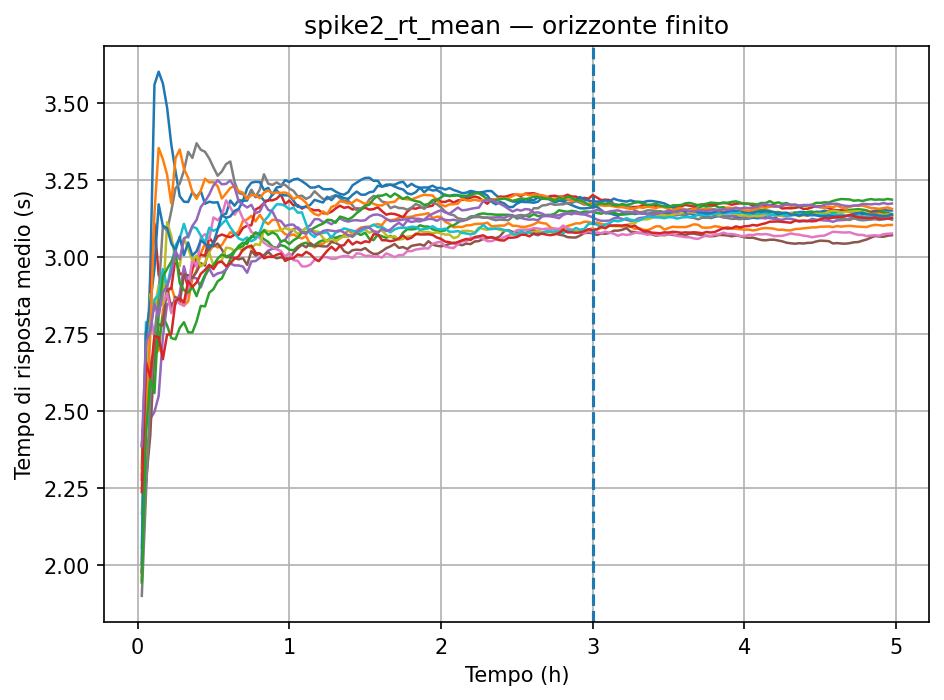 spike2_rt_mean — orizzonte finito
Tempo di risposta medio (s)
3.50
3.25
3.00
2.75
2.50
2.25
2.00
0 1 2 3 4 5
Tempo (h)